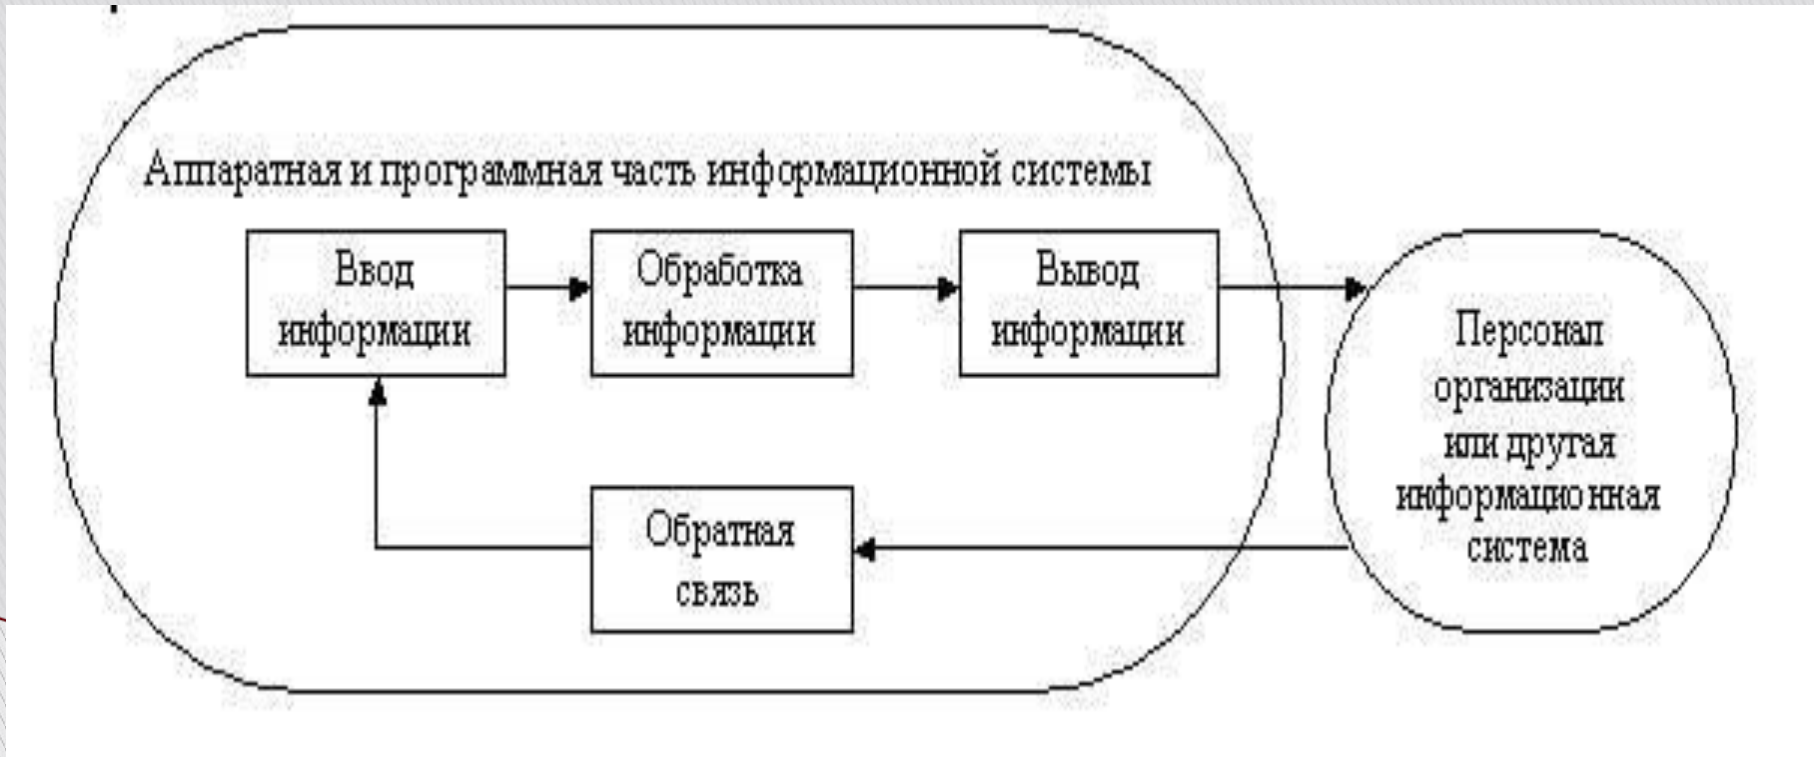 Аппаратная и программная часть информационной системы
Ввод
информации
Обработка
информации
Вывод
информации
Персонал
организации
или другая
информационная
система
Обратная
связь